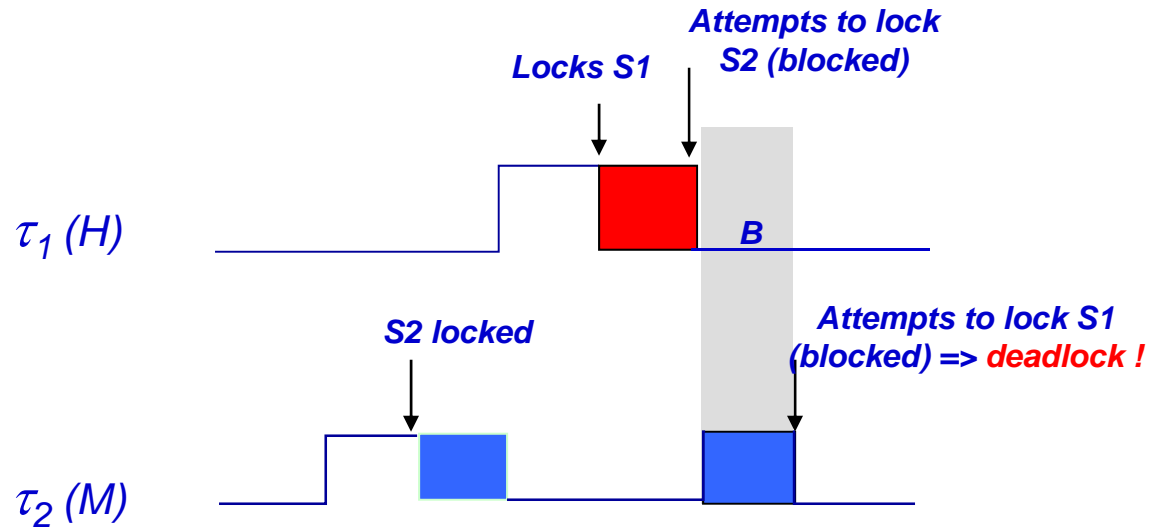 Attempts to lock
S2 (blocked)
Locks S1
τ1 (H)
B
S2 locked
Attempts to lock S1
(blocked) => deadlock !
τ2 (M)